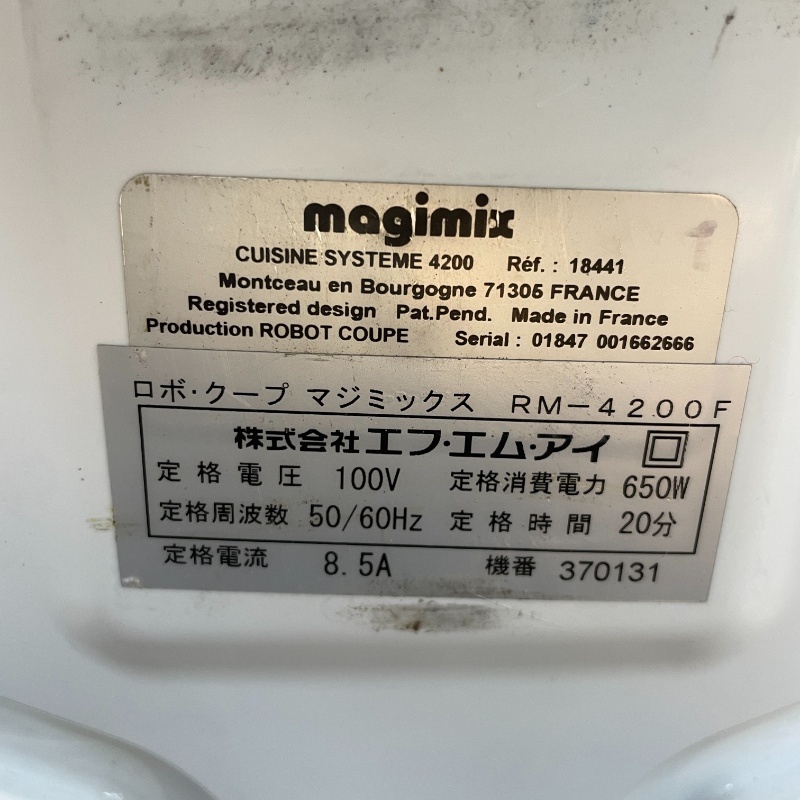 magimix
CUISINE SYSTEME 4200 Réf. : 18441
Montceau en Bourgogne 71305 FRANCE
Registered design Pat.Pend. Made in France
Production ROBOT COUPE Serial : 01847 001662666
ロボ・クープ マジミックス RM-4200F
株式会社エフ・エム・アイ
定格電圧 100V 定格消費電力 650W
定格周波数 50/60Hz 定格時間 20分
定格電流 8.5A 機番 370131